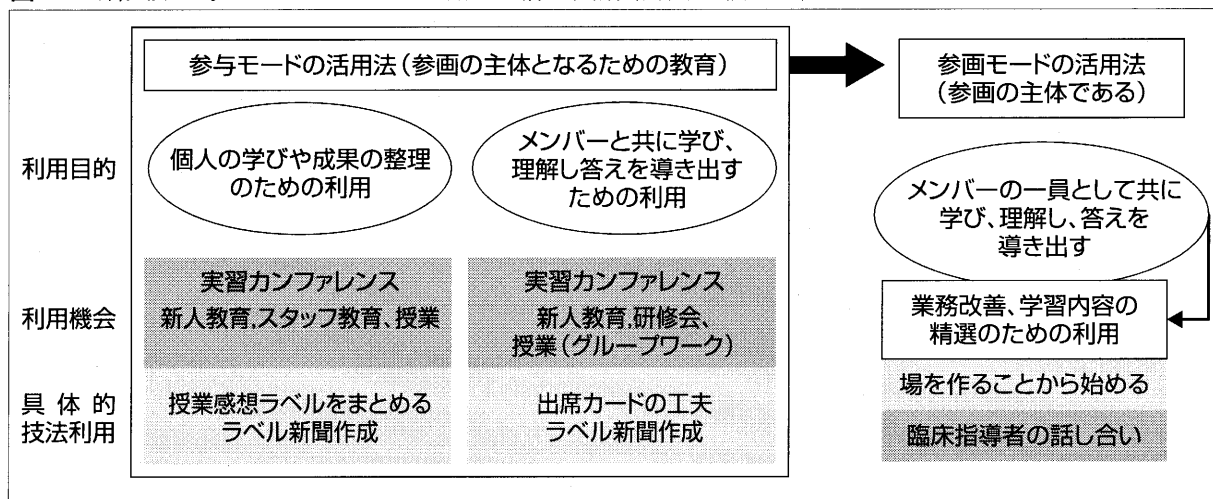 参与モードの活用法(参画の主体となるための教育)
参画モードの活用法
(参画の主体である)
利用目的
個人の学びや成果の整理
のための利用
メンバーと共に学び、
理解し答えを導き出す
ための利用
メンバーの一員として共に
学び、理解し、答えを
導き出す
利用機会
実習カンファレンス
新人教育,スタッフ教育、授業
実習カンファレンス
新人教育,研修会、
授業(グループワーク)
業務改善、学習内容の
精選のための利用
具体的
技法利用
授業感想ラベルをまとめる
ラベル新聞作成
出席カードの工夫
ラベル新聞作成
場を作ることから始める
臨床指導者の話し合い